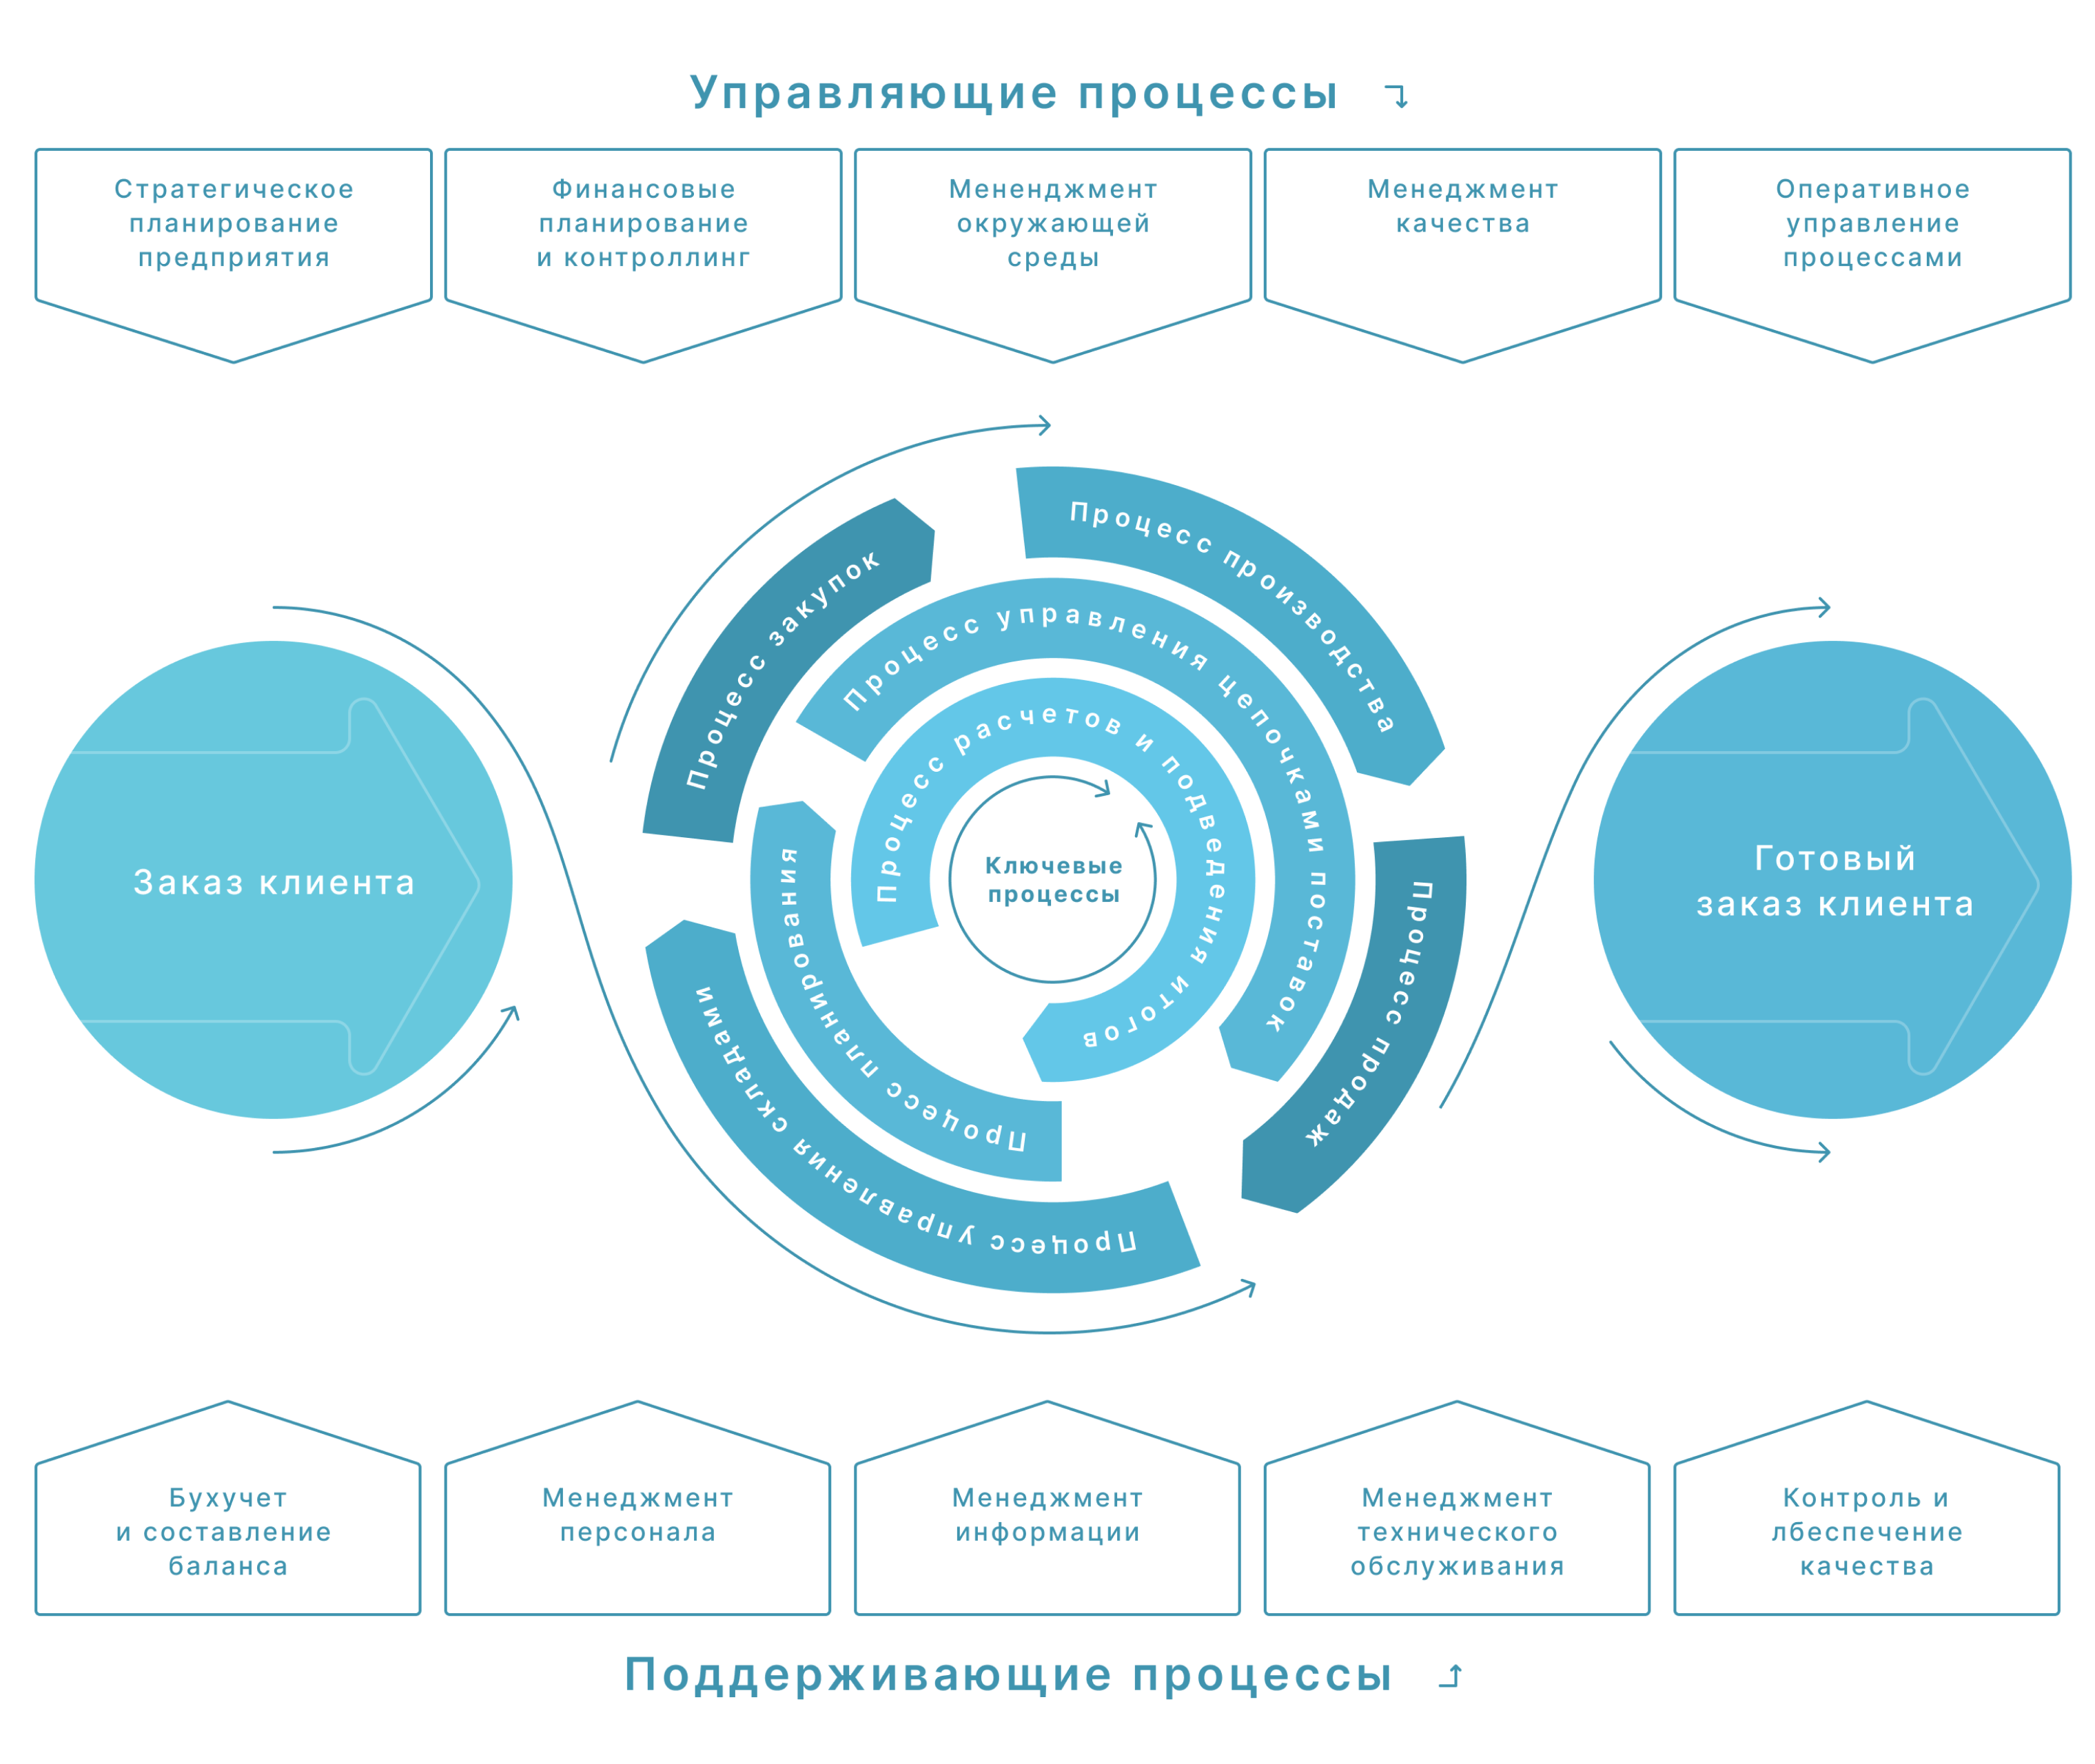 Управляющие процессы
Стратегическое
планирование
предприятия
Финансовые
планирование
и контроллинг
Мененджмент
окружающей
среды
Менеджмент
качества
Оперативное
управление
процессами
Заказ клиента
Процесс закупок
Процесс производства
Процесс продаж
Процесс управления складами
Процесс управления цепочками поставок
Процесс планирования
Процесс расчетов и подведения итогов
Ключевые
процессы
Готовый
заказ клиента
Бухучет
и составление
баланса
Менеджмент
персонала
Менеджмент
информации
Менеджмент
технического
обслуживания
Контроль и
лбеспечение
качества
Поддерживающие процессы